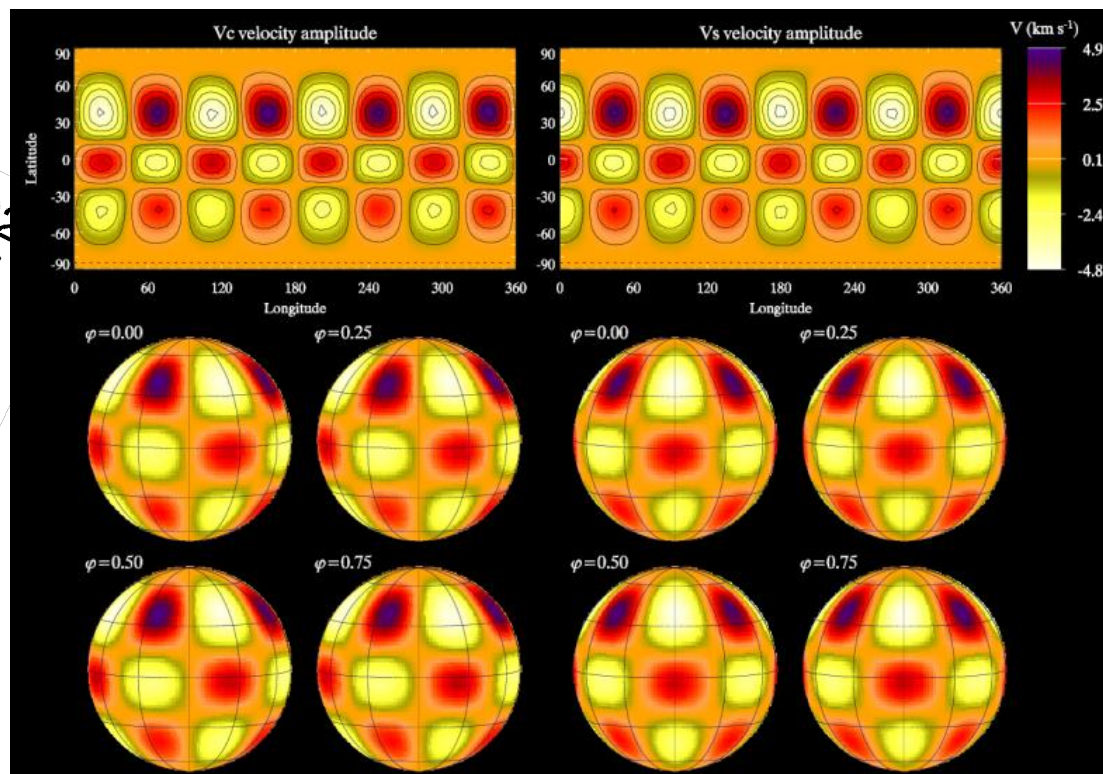 Vc velocity amplitude
Vs velocity amplitude
V (km s⁻¹)
90
60
30
0
-30
-60
-90
Latitude
0 60 120 180 240 300 360
Longitude
90
60
30
0
-30
-60
-90
0 60 120 180 240 300 360
Longitude
4.9
2.5
0.1
-2.4
-4.8
φ=0.00 φ=0.25 φ=0.00 φ=0.25
φ=0.50 φ=0.75 φ=0.50 φ=0.75